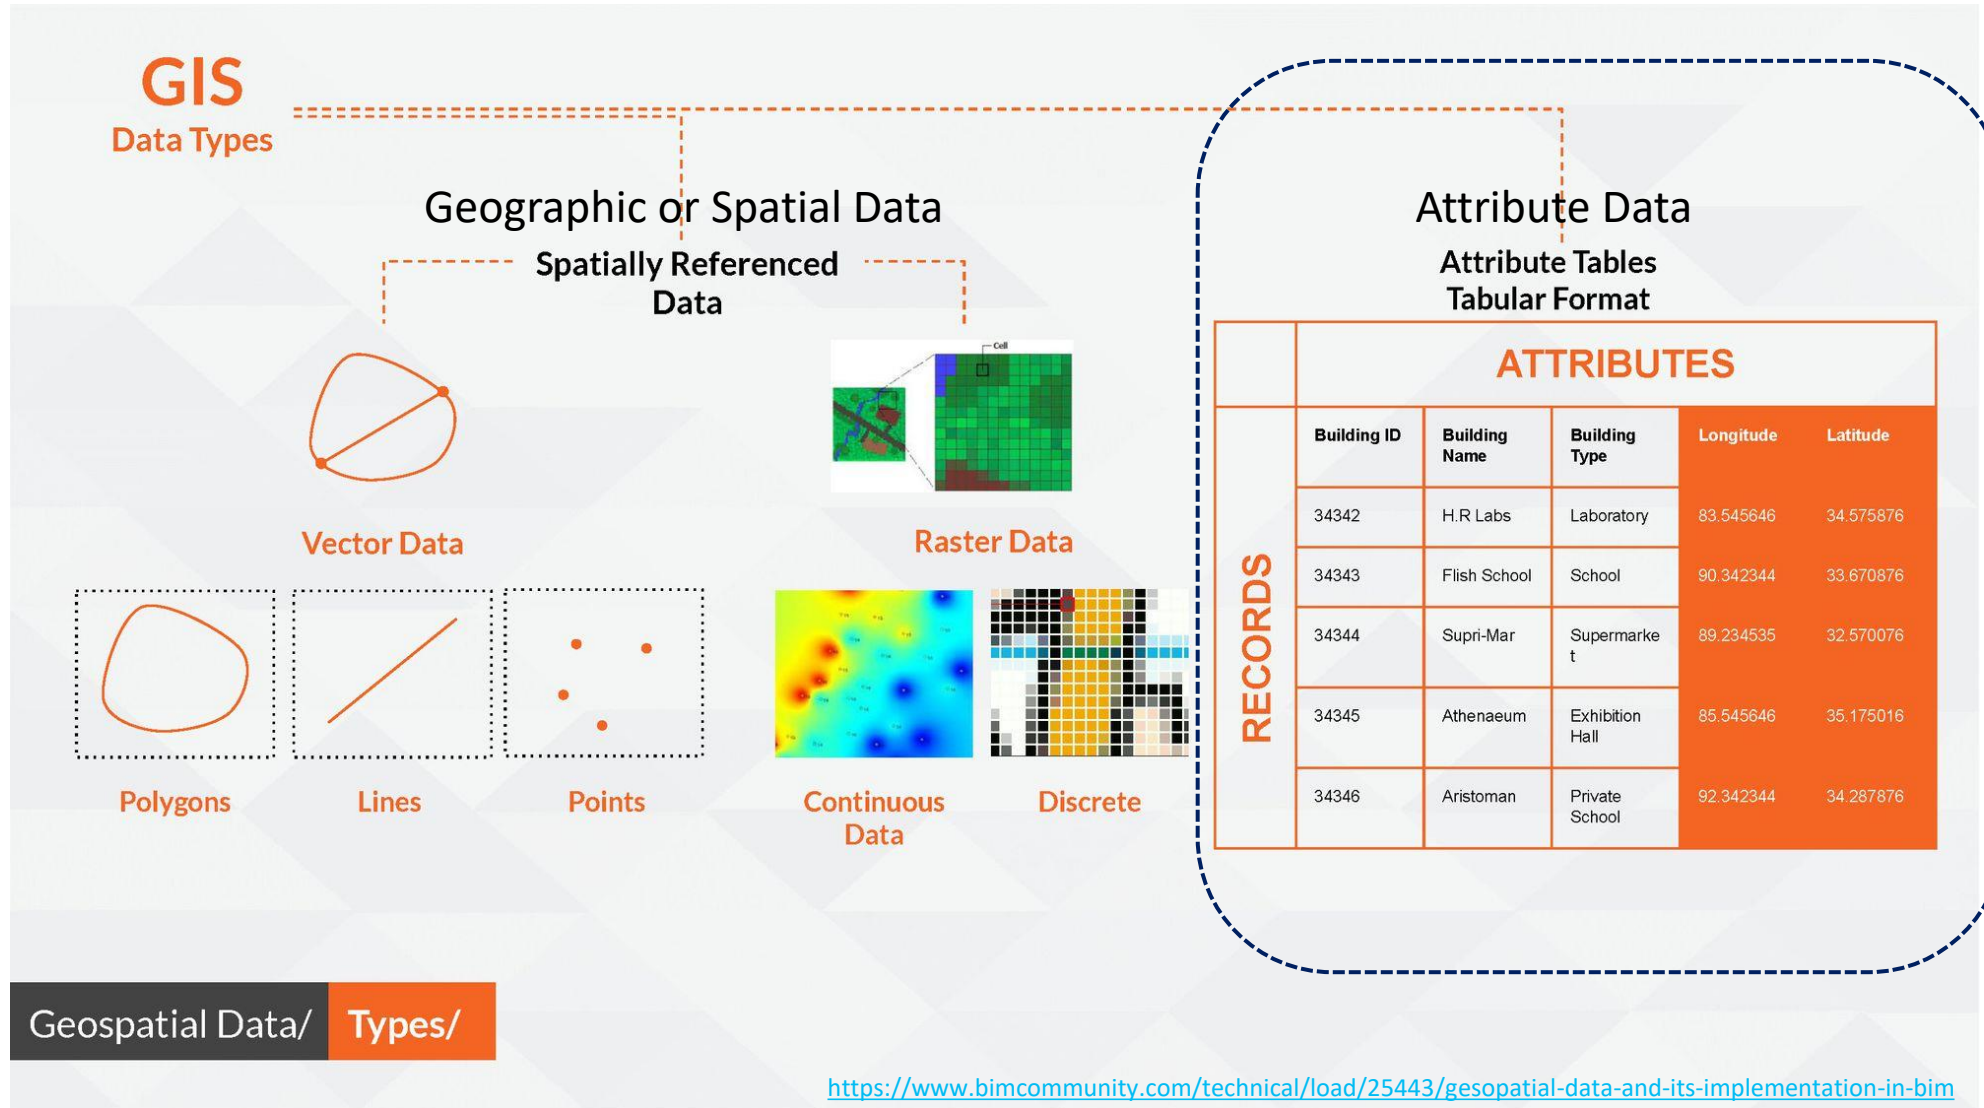 GIS
Data Types
Geographic or Spatial Data
Spatially Referenced
Data
Vector Data
Cell
Raster Data
Polygons
Lines
Points
Continuous
Data
Discrete
Attribute Data
Attribute Tables
Tabular Format
ATTRIBUTES
RECORDS
Building ID
Building
Name
Building
Type
Longitude
Latitude
34342
H.R Labs
Laboratory
83.545646
34.575876
34343
Flish School
School
90.342344
33.670876
34344
Supri-Mar
Supermarke
t
89.234535
32.570076
34345
Athenaeum
Exhibition
Hall
85.545646
35.175016
34346
Aristoman
Private
School
92.342344
34.287876
Geospatial Data/ Types/
https://www.bimcommunity.com/technical/load/25443/gesopatial-data-and-its-implementation-in-bim